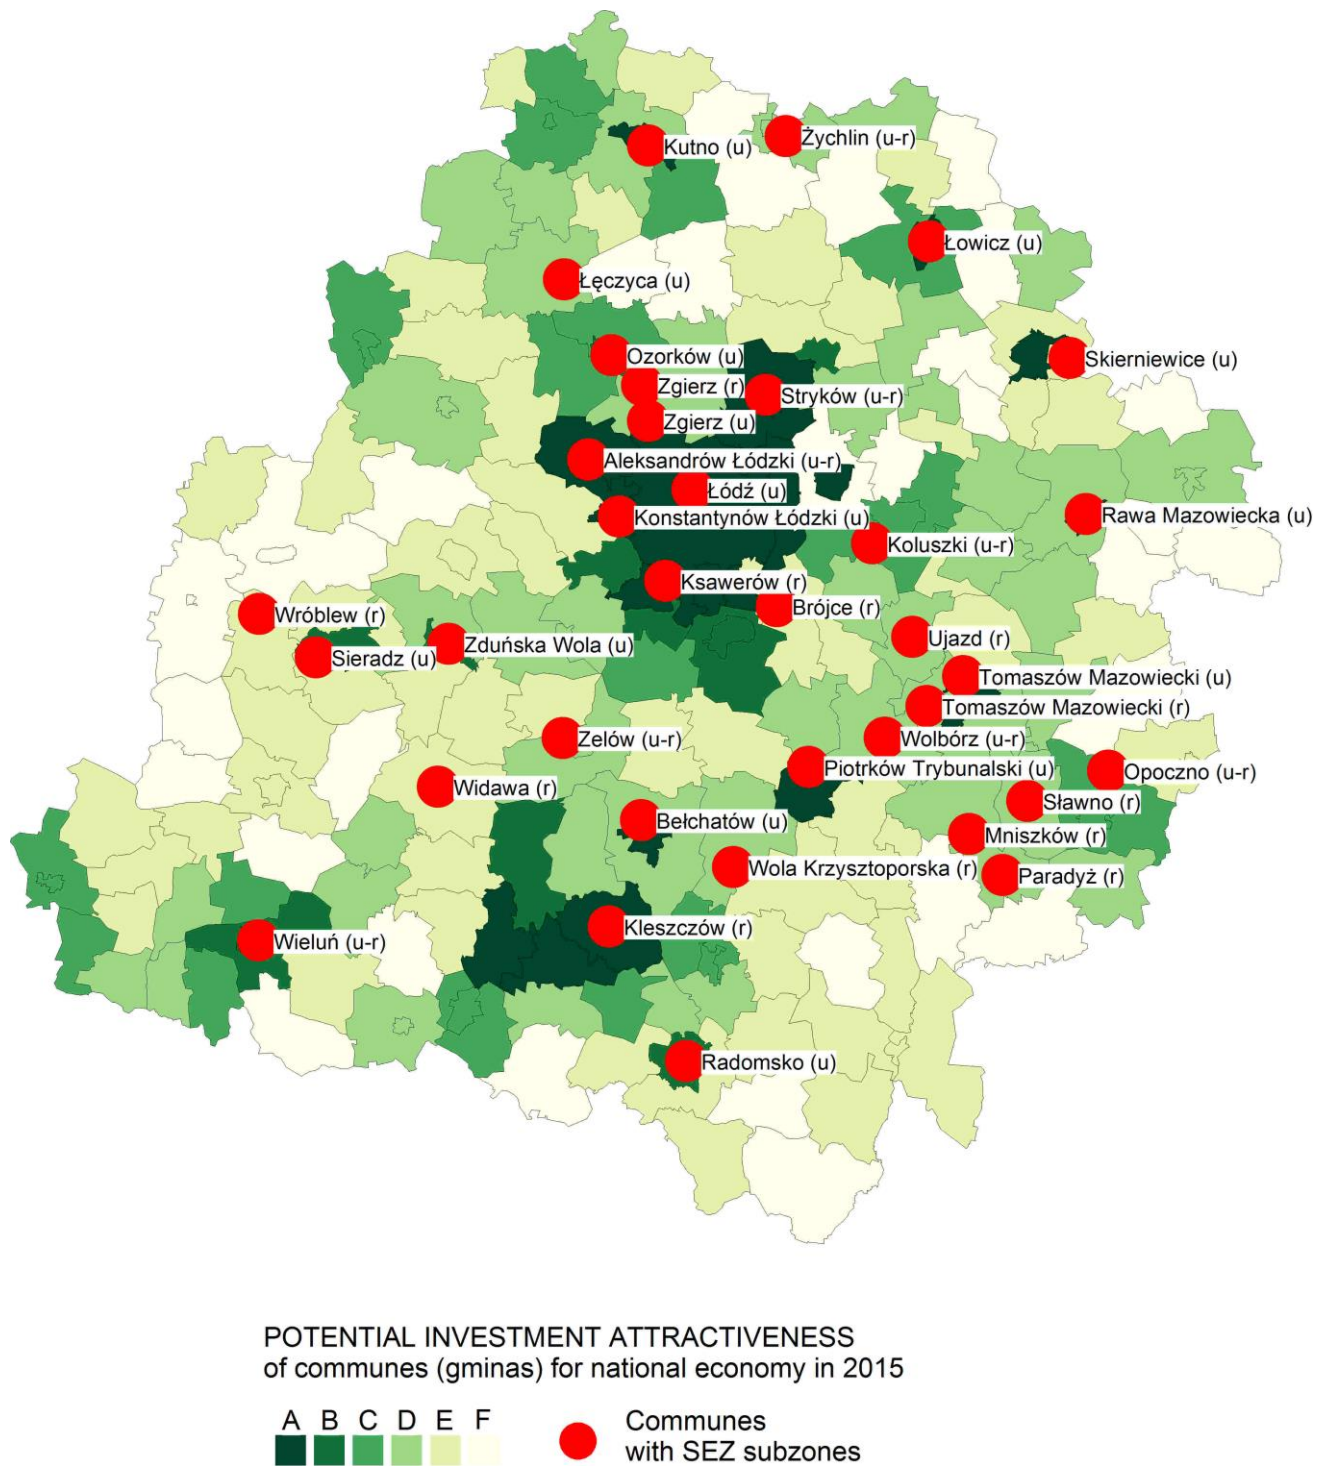 Żychlin (u-r)
Kutno (u)
Łowicz (u)
Łęczyca (u)
Ozorków (u)
Skierniewice (u)
Zgierz (r)
Stryków (u-r)
Zgierz (u)
Aleksandrów Łódzki (u-r)
Łódź (u)
Konstantynów Łódzki (u)
Rawa Mazowiecka (u)
Koluszki (u-r)
Ksawerów (r)
Brójce (r)
Wróblew (r)
Ujazd (r)
Zduńska Wola (u)
Sieradz (u)
Tomaszów Mazowiecki (u)
Tomaszów Mazowiecki (r)
Zelów (u-r)
Wolbórz (u-r)
Piotrków Trybunalski (u)
Opoczno (u-r)
Widawa (r)
Sławno (r)
Bełchatów (u)
Mniszków (r)
Wola Krzysztoporska (r)
Paradyż (r)
Kleszczów (r)
Wieluń (u-r)
Radomsko (u)
POTENTIAL INVESTMENT ATTRACTIVENESS
of communes (gminas) for national economy in 2015
A B C D E F
Communes
with SEZ subzones